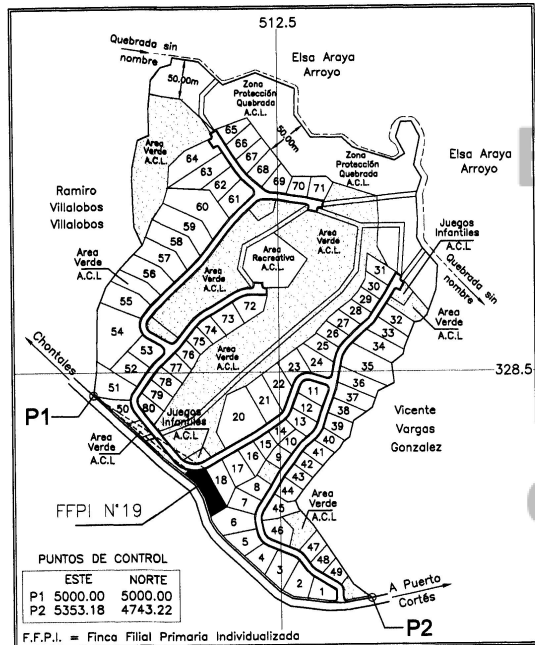 512.5
Quebrada sin
nombre
50.00m
Elsa Araya
Arroyo
Zona
Protección
Quebrada
A.C.L.
50.00m
Area
Verde
A.C.L.
65
66
67
68
64
63
62
61
69
70
71
Zona
Protección
Quebrada
A.C.L.
Elsa Araya
Arroyo
Ramiro
Villalobos
Villalobos
60
59
58
57
56
55
54
53
52
51
50
Area
Verde
A.C.L
Area
Verde
A.C.L.
Area
Recreativa
A.C.L.
Area
Verde
A.C.L.
Juegos
Infantiles
A.C.L
Quebrada sin
nombre
Area
Verde
A.C.L
72
73
74
75
76
77
78
79
80
Area
Verde
A.C.L
31
30
29
28
27
26
25
24
23
22
21
20
32
33
34
35
36
37
38
39
40
41
42
43
44
45
46
47
48
49
328.5
Chontales
P1
Area
Verde
A.C.L
Juegos
Infantiles
A.C.L
11
12
13
14
10
15
16
9
17
8
18
7
6
5
4
3
2
1
Vicente
Vargas
Gonzalez
Area
Verde
A.C.L
FFPI N°19
PUNTOS DE CONTROL
ESTE NORTE
P1 5000.00 5000.00
P2 5353.18 4743.22
A Puerto
Cortés
P2
F.F.P.I. = Finca Filial Primaria Individualizada